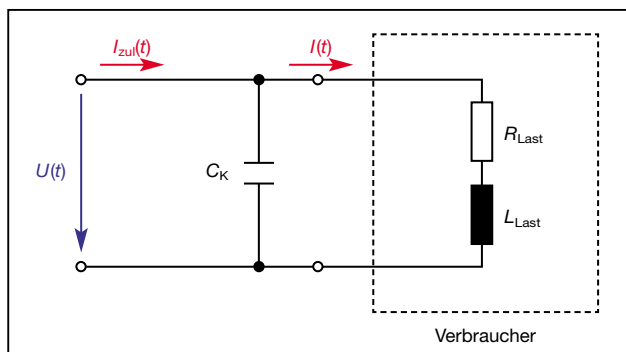 I_zul(t)
I(t)
R_Last
U(t)
C_K
L_Last
Verbraucher